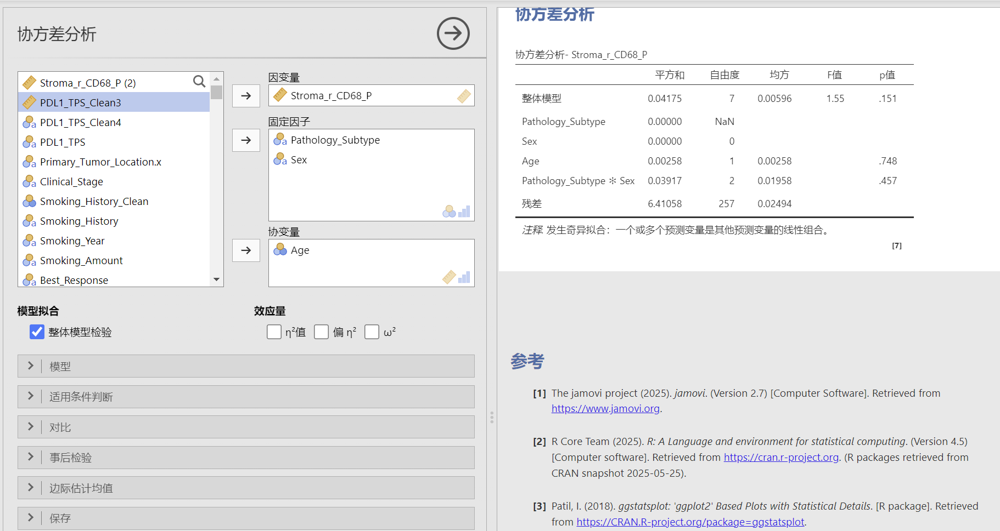 协方差分析
Stroma_r_CD68_P (2)
PDL1_TPS_Clean3
PDL1_TPS_Clean4
PDL1_TPS
Primary_Tumor_Location.x
Clinical_Stage
Smoking_History_Clean
Smoking_History
Smoking_Year
Smoking_Amount
Best_Response
因变量
Stroma_r_CD68_P
固定因子
Pathology_Subtype
Sex
协变量
Age
模型拟合
整体模型检验
效应量
η²值 偏 η² ω²
模型
适用条件判断
对比
事后检验
边际估计均值
保存
协方差分析
协方差分析- Stroma_r_CD68_P
平方和 自由度 均方 F值 p值
整体模型 0.04175 7 0.00596 1.55 .151
Pathology_Subtype 0.00000 NaN
Sex 0.00000 0
Age 0.00258 1 0.00258 .748
Pathology_Subtype ✻ Sex 0.03917 2 0.01958 .457
残差 6.41058 257 0.02494
注释. 发生奇异拟合：一个或多个预测变量是其他预测变量的线性组合。
[7]
参考
[1] The jamovi project (2025). jamovi. (Version 2.7) [Computer Software]. Retrieved from
https://www.jamovi.org.
[2] R Core Team (2025). R: A Language and environment for statistical computing. (Version 4.5)
[Computer software]. Retrieved from https://cran.r-project.org. (R packages retrieved from
CRAN snapshot 2025-05-25).
[3] Patil, I. (2018). ggstatsplot: 'ggplot2' Based Plots with Statistical Details. [R package]. Retrieved
from https://CRAN.R-project.org/package=ggstatsplot.